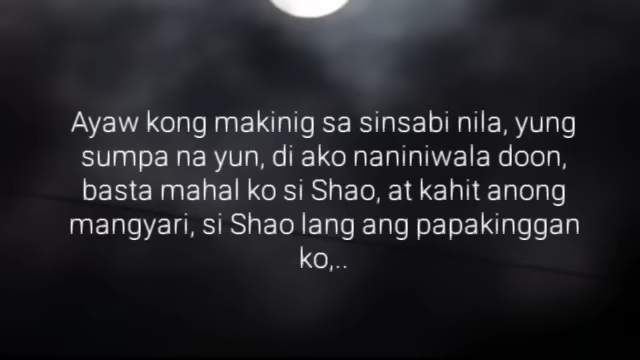 Ayaw kong makinig sa sinsabi nila, yung
sumpa na yun, di ako naniniwala doon,
basta mahal ko si Shao, at kahit anong
mangyari, si Shao lang ang papakinggan
ko,..